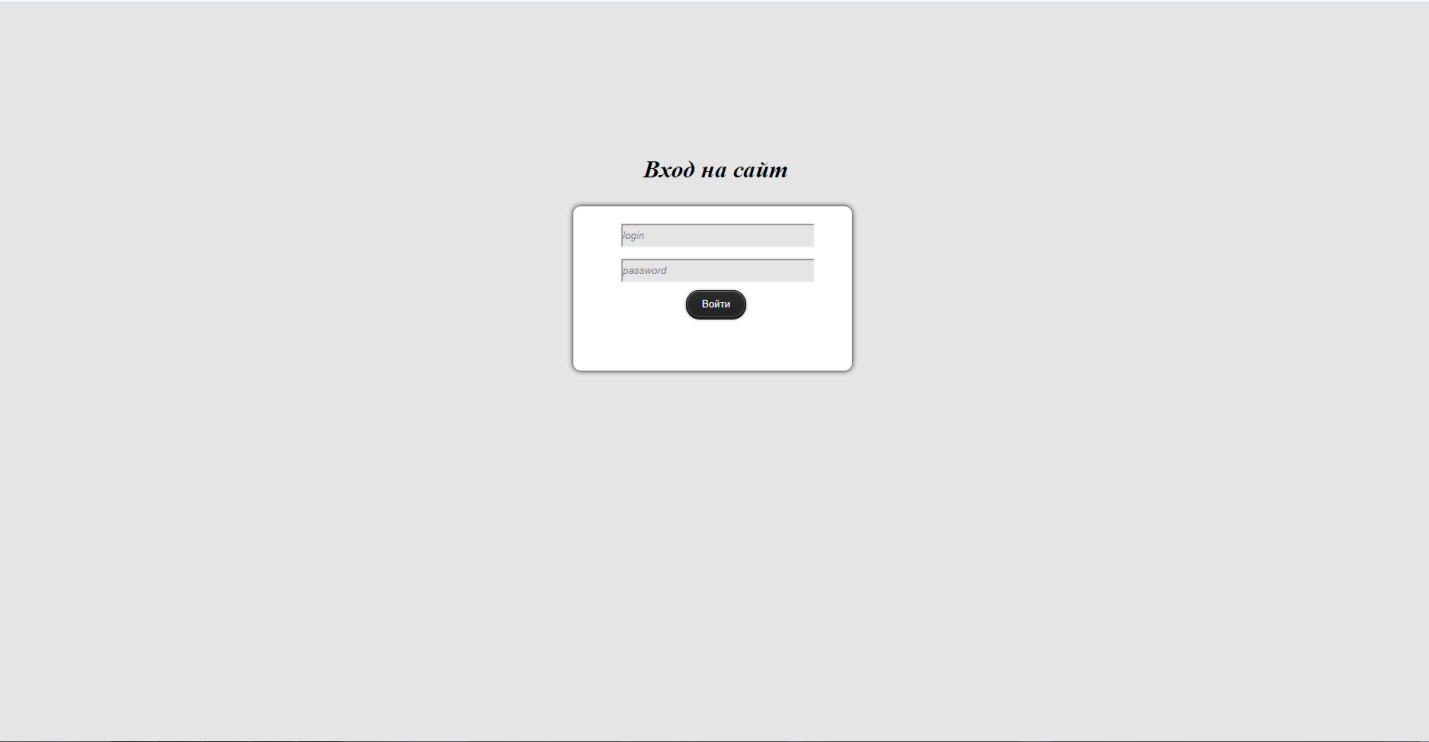 Вход на сайт
login
password
Войти